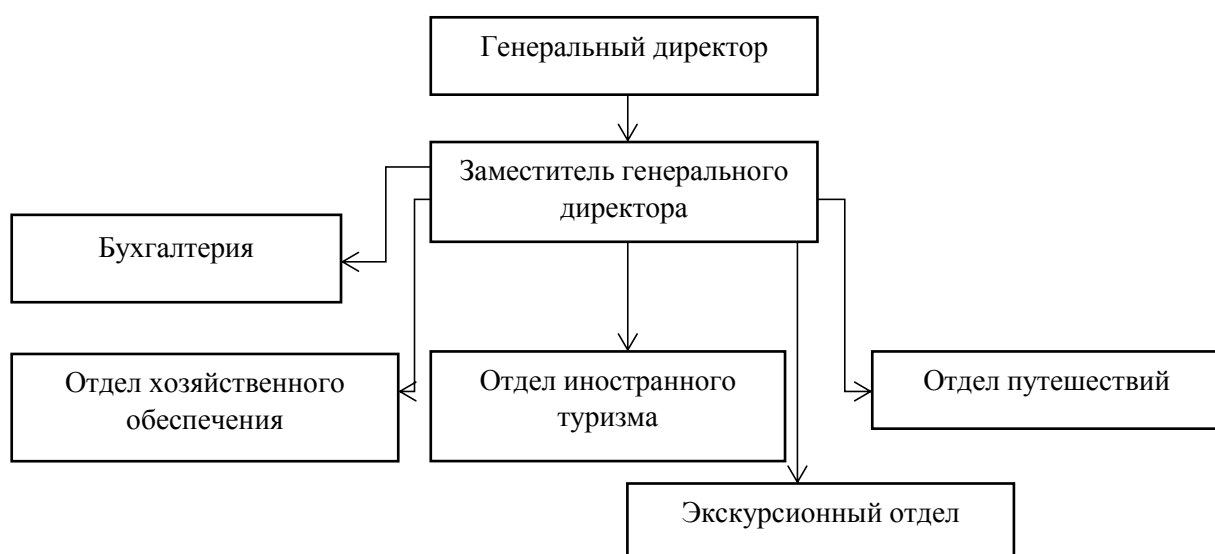 Генеральный директор
Заместитель генерального
директора
Бухгалтерия
Отдел хозяйственного
обеспечения
Отдел иностранного
туризма
Отдел путешествий
Экскурсионный отдел